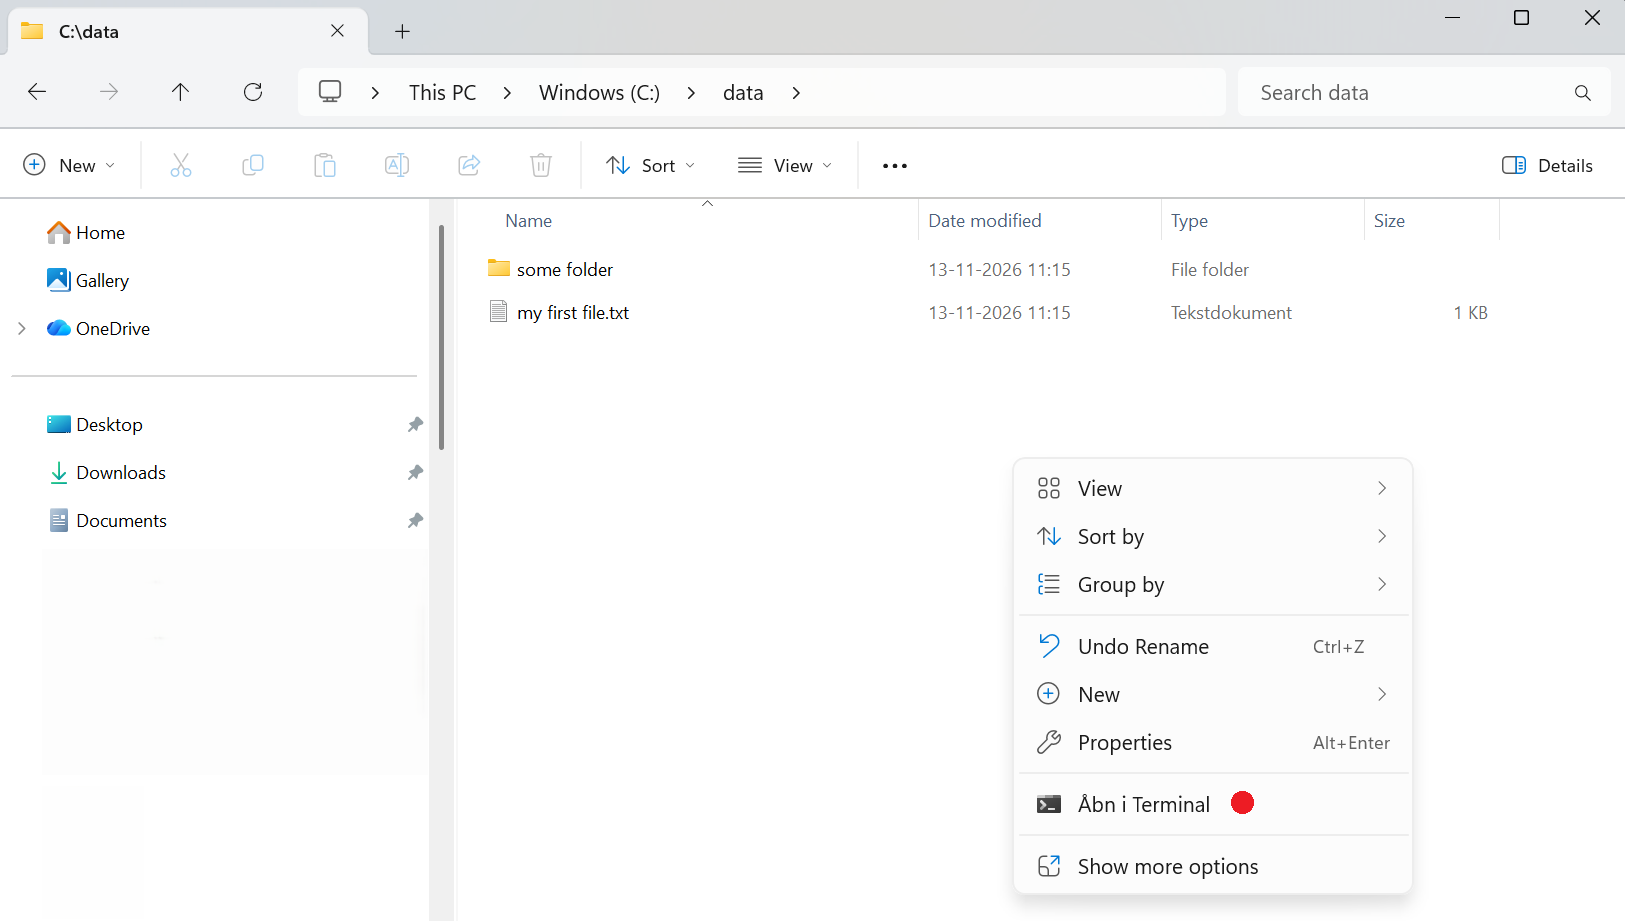 C:\data
This PC Windows (C:) data Search data
New Sort View Details
Home
Gallery
OneDrive
Desktop
Downloads
Documents
Name Date modified Type Size
some folder 13-11-2026 11:15 File folder
my first file.txt 13-11-2026 11:15 Tekstdokument 1 KB
View
Sort by
Group by
Undo Rename Ctrl+Z
New
Properties Alt+Enter
Åbn i Terminal
Show more options